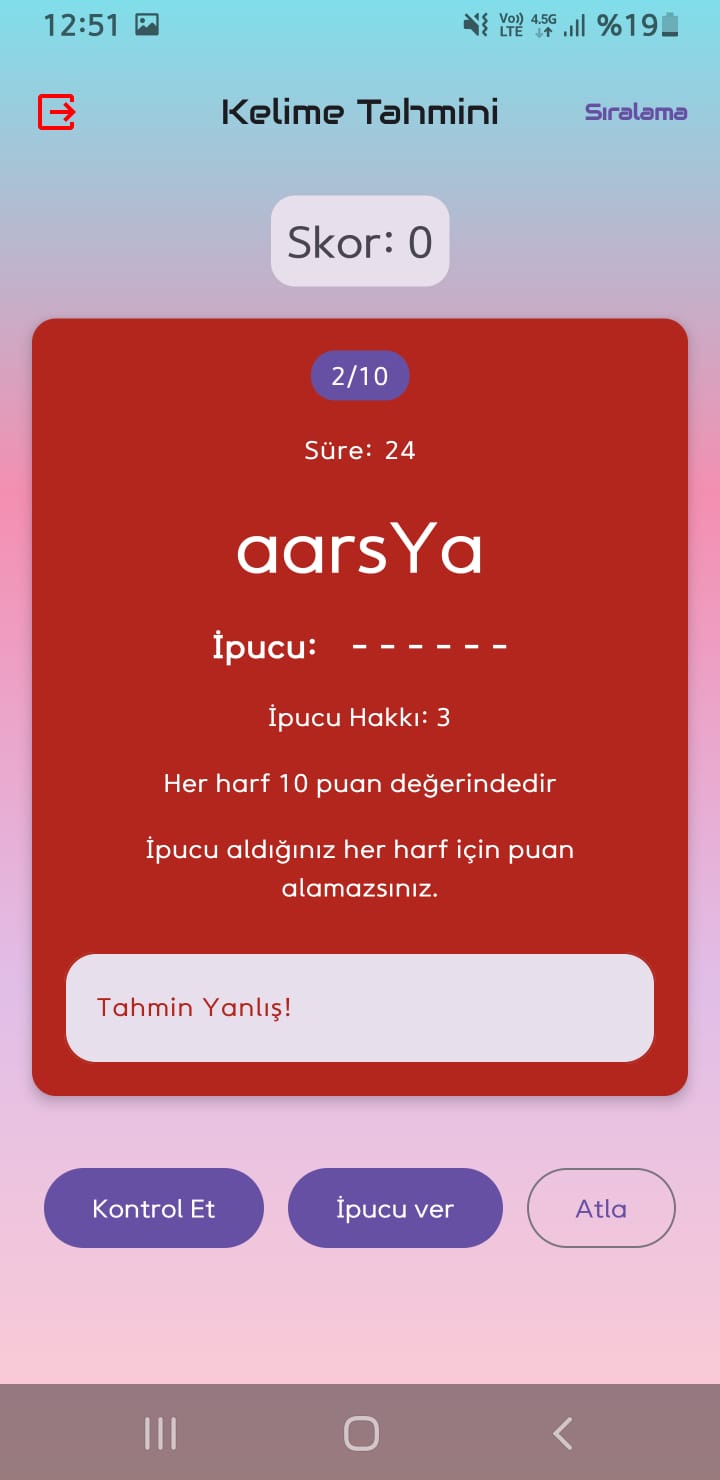 12:51 Vo)) LTE 4.5G %19
Kelime Tahmini Sıralama
Skor: 0
2/10
Süre: 24
aarsYa
İpucu: - - - - - -
İpucu Hakkı: 3
Her harf 10 puan değerindedir
İpucu aldığınız her harf için puan
alamazsınız.
Tahmin Yanlış!
Kontrol Et İpucu ver Atla